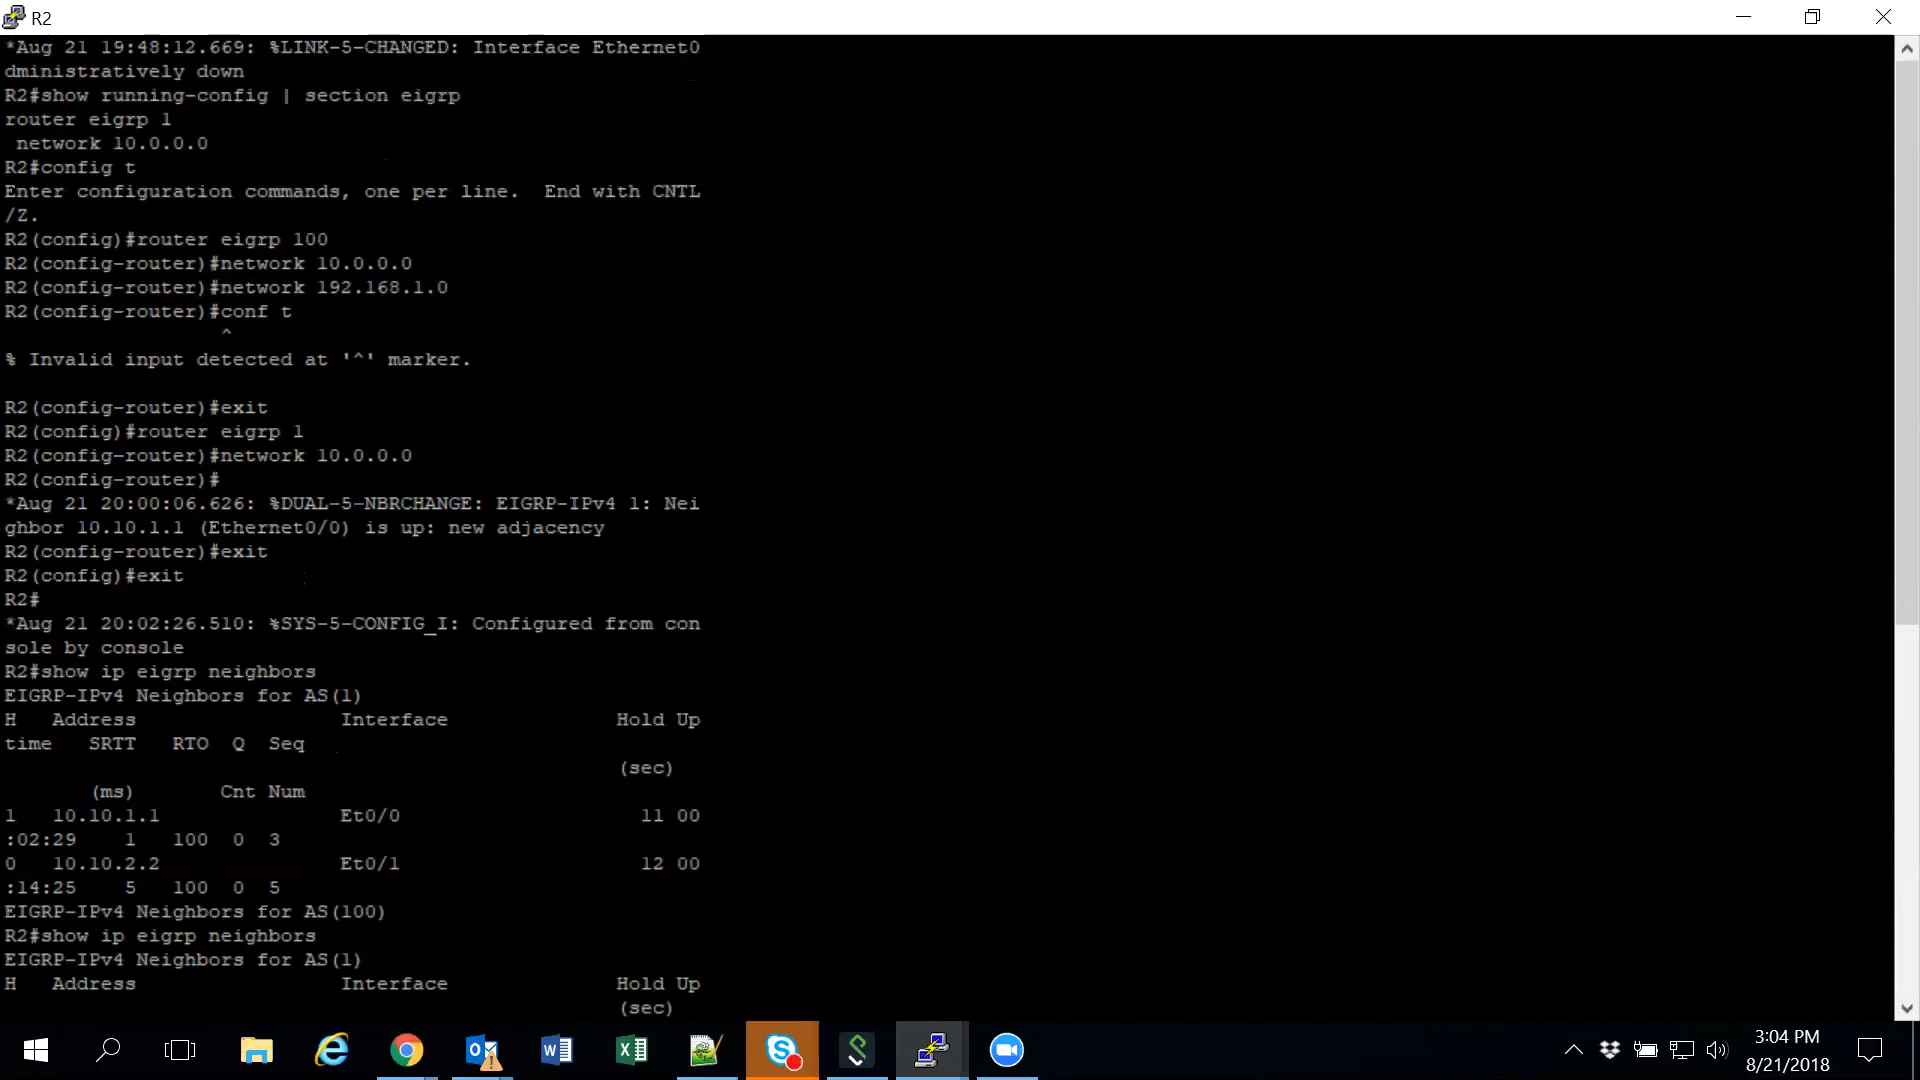 R2
*Aug 21 19:48:12.669: %LINK-5-CHANGED: Interface Ethernet0
dministratively down
R2#show running-config | section eigrp
router eigrp 1
 network 10.0.0.0
R2#config t
Enter configuration commands, one per line.  End with CNTL
/Z.
R2(config)#router eigrp 100
R2(config-router)#network 10.0.0.0
R2(config-router)#network 192.168.1.0
R2(config-router)#conf t
                  ^
% Invalid input detected at '^' marker.
R2(config-router)#exit
R2(config)#router eigrp 1
R2(config-router)#network 10.0.0.0
R2(config-router)#
*Aug 21 20:00:06.626: %DUAL-5-NBRCHANGE: EIGRP-IPv4 1: Nei
ghbor 10.10.1.1 (Ethernet0/0) is up: new adjacency
R2(config-router)#exit
R2(config)#exit
R2#
*Aug 21 20:02:26.510: %SYS-5-CONFIG_I: Configured from con
sole by console
R2#show ip eigrp neighbors
EIGRP-IPv4 Neighbors for AS(1)
H   Address                 Interface              Hold Up
time   SRTT   RTO  Q  Seq
                                                   (sec)
       (ms)       Cnt Num
1   10.10.1.1               Et0/0                    11 00
:02:29    1   100  0  3
0   10.10.2.2               Et0/1                    12 00
:14:25    5   100  0  5
EIGRP-IPv4 Neighbors for AS(100)
R2#show ip eigrp neighbors
EIGRP-IPv4 Neighbors for AS(1)
H   Address                 Interface              Hold Up
                                                   (sec)
3:04 PM
8/21/2018